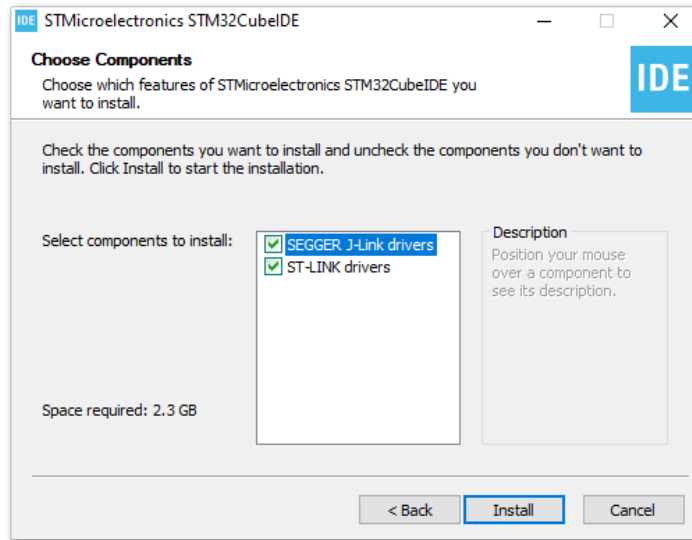 IDE STMicroelectronics STM32CubeIDE
Choose Components
Choose which features of STMicroelectronics STM32CubeIDE you
want to install.
IDE
Check the components you want to install and uncheck the components you don't want to
install. Click Install to start the installation.
Select components to install:
SEGGER J-Link drivers
ST-LINK drivers
Description
Position your mouse
over a component to
see its description.
Space required: 2.3 GB
< Back
Install
Cancel